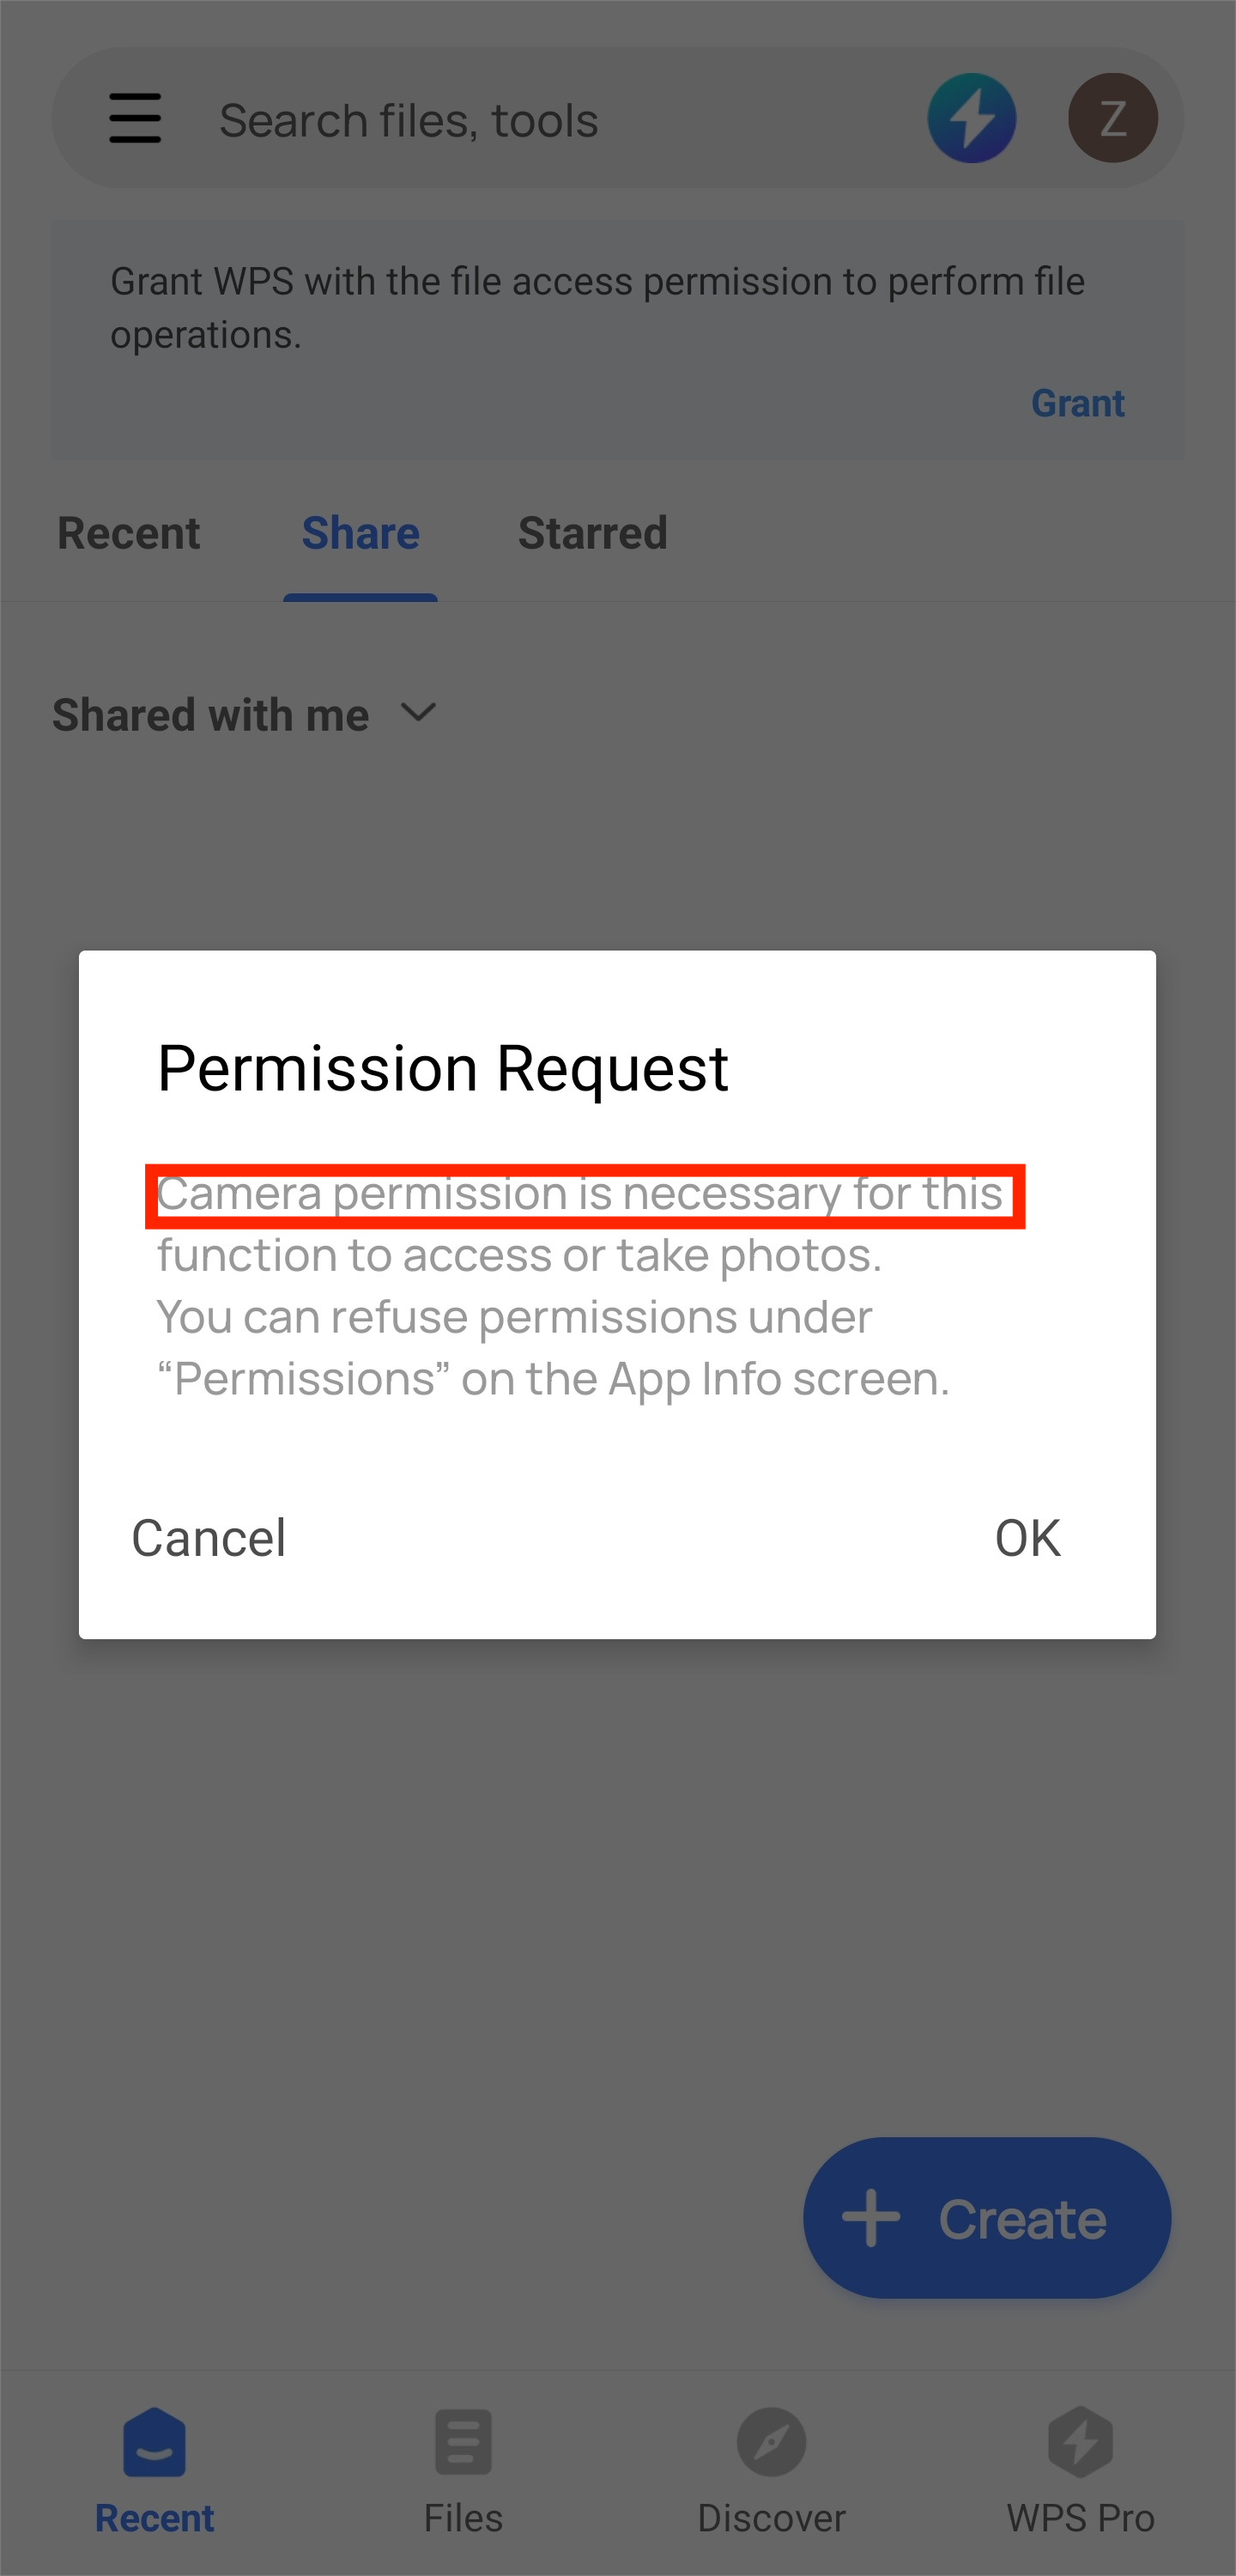 Search files, tools
Z
Grant WPS with the file access permission to perform file
operations.
Grant
Recent
Share
Starred
Shared with me
Permission Request
Camera permission is necessary for this
function to access or take photos.
You can refuse permissions under
“Permissions” on the App Info screen.
Cancel
OK
Create
Recent
Files
Discover
WPS Pro